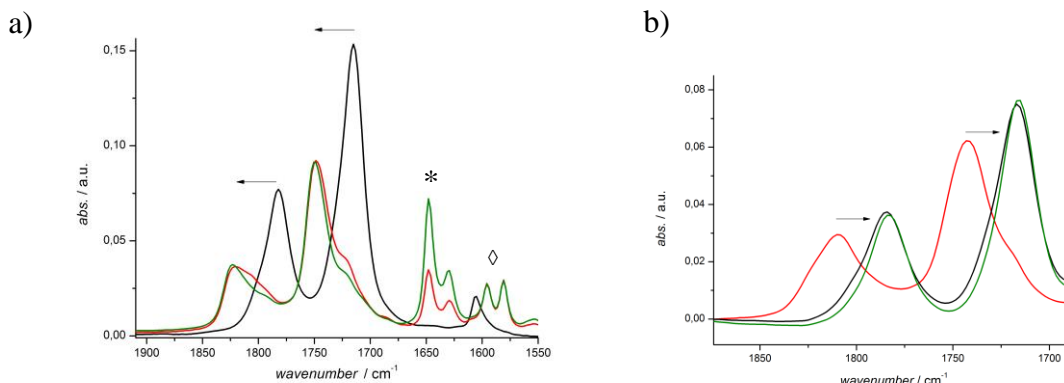 a)
abs. / a.u.
0,15
0,10
0,05
0,00
*
◊
1900 1850 1800 1750 1700 1650 1600 1550
wavenumber / cm-1
b)
abs. / a.u.
0,08
0,06
0,04
0,02
0,00
1850 1800 1750 1700
wavenumber / cm-1